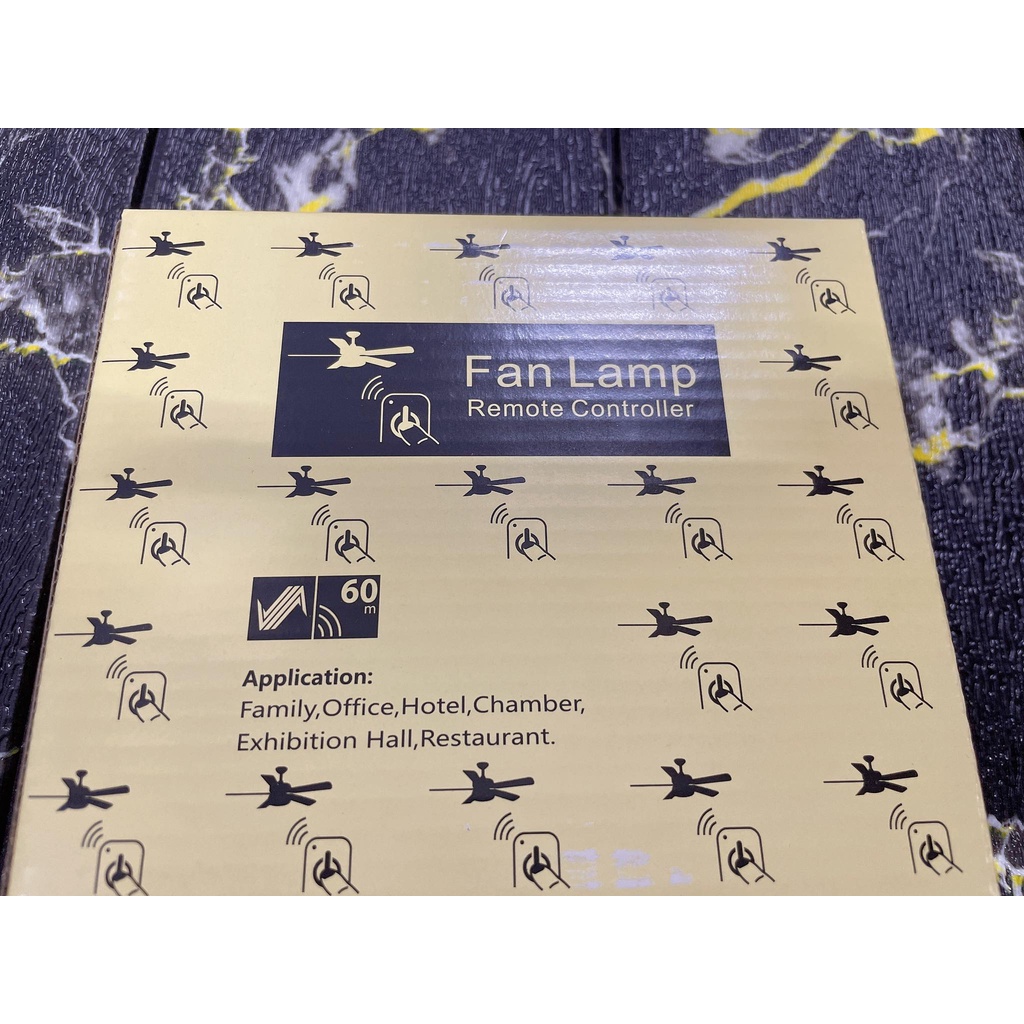 Fan Lamp
Remote Controller
60
m
Application:
Family,Office,Hotel,Chamber,
Exhibition Hall,Restaurant.